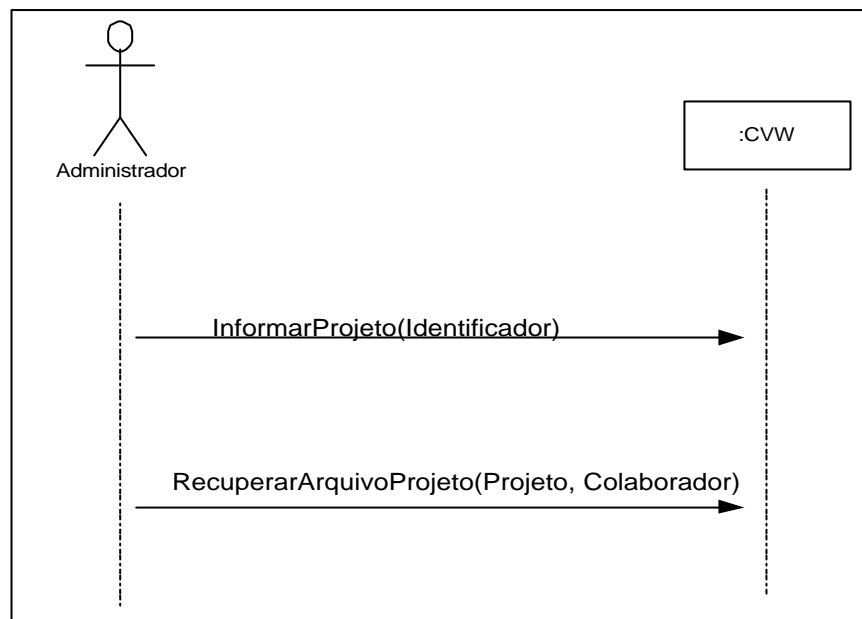 :CVW
Administrador
InformarProjeto(Identificador)
RecuperarArquivoProjeto(Projeto, Colaborador)